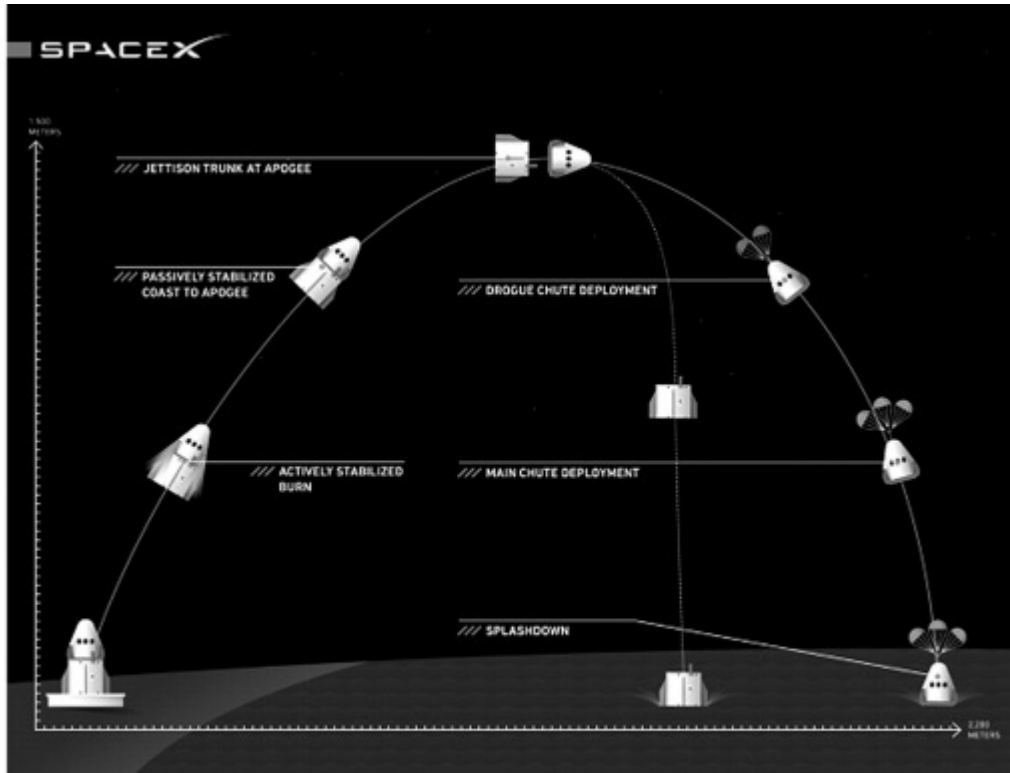 SPACEX
1,500
METERS
/// JETTISON TRUNK AT APOGEE
/// PASSIVELY STABILIZED
COAST TO APOGEE
/// DROGUE CHUTE DEPLOYMENT
/// ACTIVELY STABILIZED
BURN
/// MAIN CHUTE DEPLOYMENT
/// SPLASHDOWN
2,200
METERS